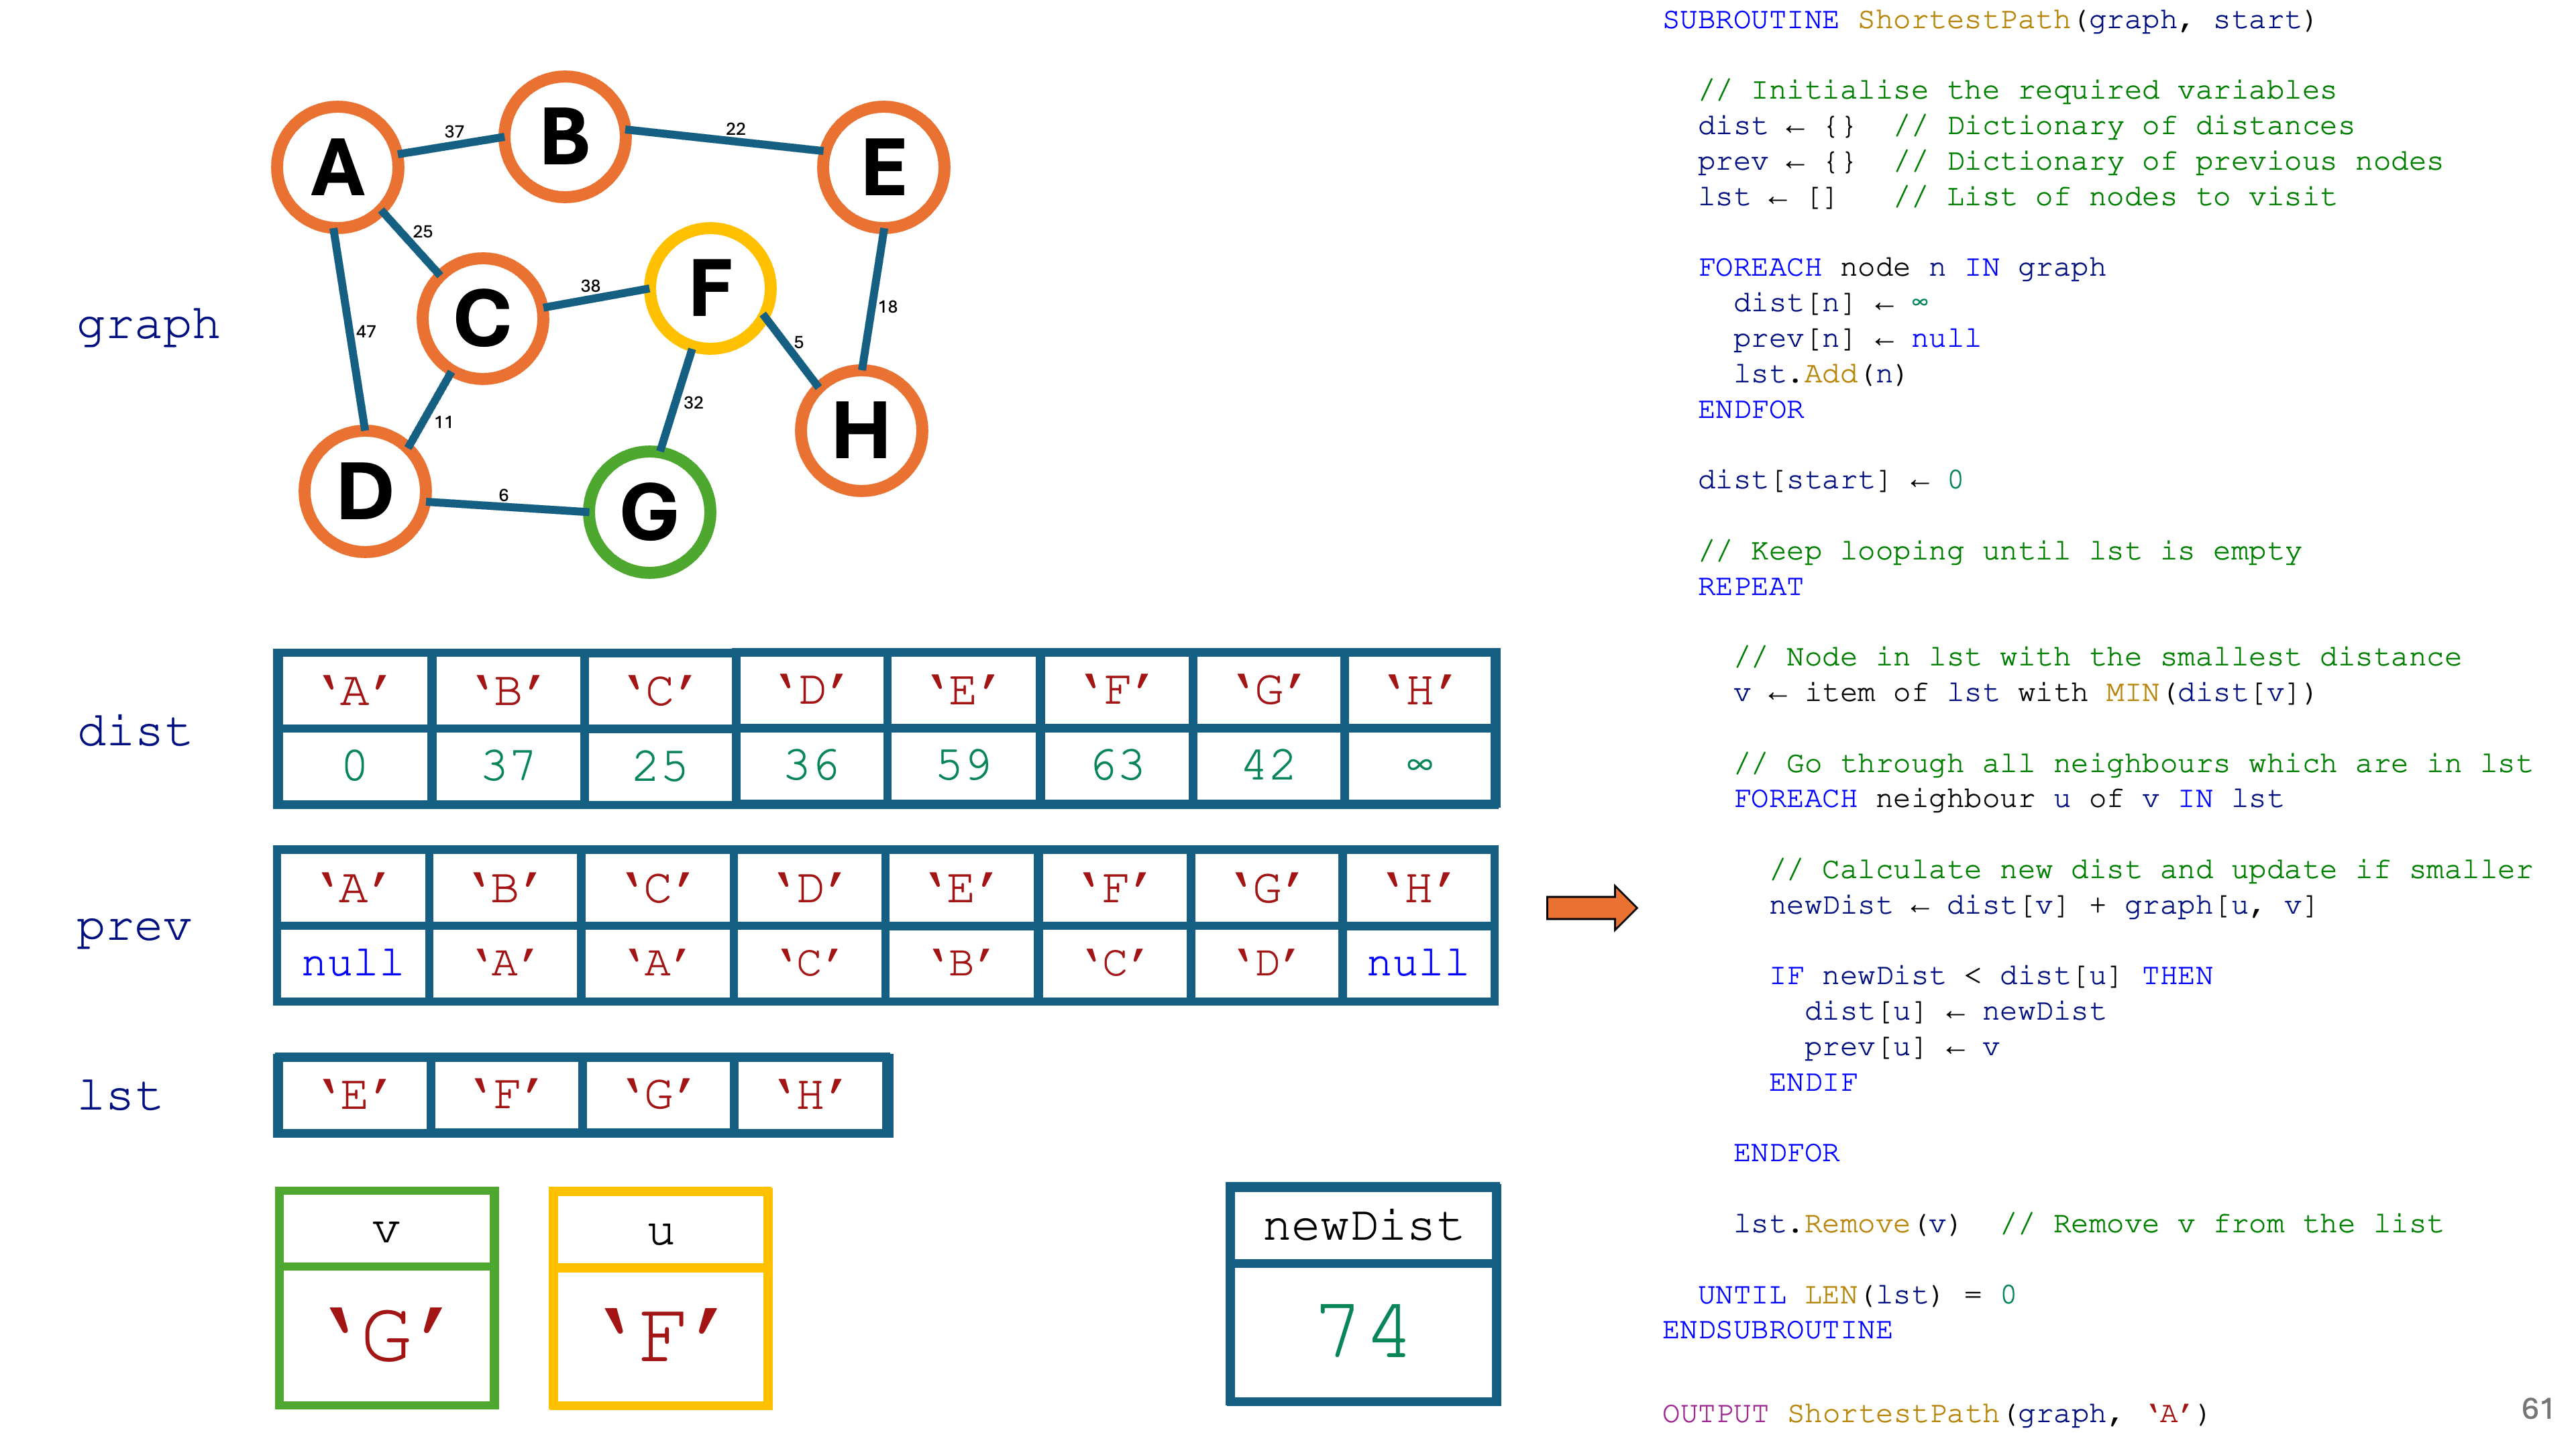 SUBROUTINE ShortestPath(graph, start)
// Initialise the required variables
dist ← {} // Dictionary of distances
prev ← {} // Dictionary of previous nodes
lst ← [] // List of nodes to visit
FOREACH node n IN graph
dist[n] ← ∞
prev[n] ← null
lst.Add(n)
ENDFOR
dist[start] ← 0
// Keep looping until lst is empty
REPEAT
// Node in lst with the smallest distance
v ← item of lst with MIN(dist[v])
// Go through all neighbours which are in lst
FOREACH neighbour u of v IN lst
// Calculate new dist and update if smaller
newDist ← dist[v] + graph[u, v]
IF newDist < dist[u] THEN
dist[u] ← newDist
prev[u] ← v
ENDIF
ENDFOR
lst.Remove(v) // Remove v from the list
UNTIL LEN(lst) = 0
ENDSUBROUTINE
OUTPUT ShortestPath(graph, ‘A’)
graph
A
B
E
C
F
H
D
G
37
22
25
38
18
47
5
11
32
6
dist
‘A’ ‘B’ ‘C’ ‘D’ ‘E’ ‘F’ ‘G’ ‘H’
0 37 25 36 59 63 42 ∞
prev
‘A’ ‘B’ ‘C’ ‘D’ ‘E’ ‘F’ ‘G’ ‘H’
null ‘A’ ‘A’ ‘C’ ‘B’ ‘C’ ‘D’ null
lst
‘E’ ‘F’ ‘G’ ‘H’
v
‘G’
u
‘F’
newDist
74
61